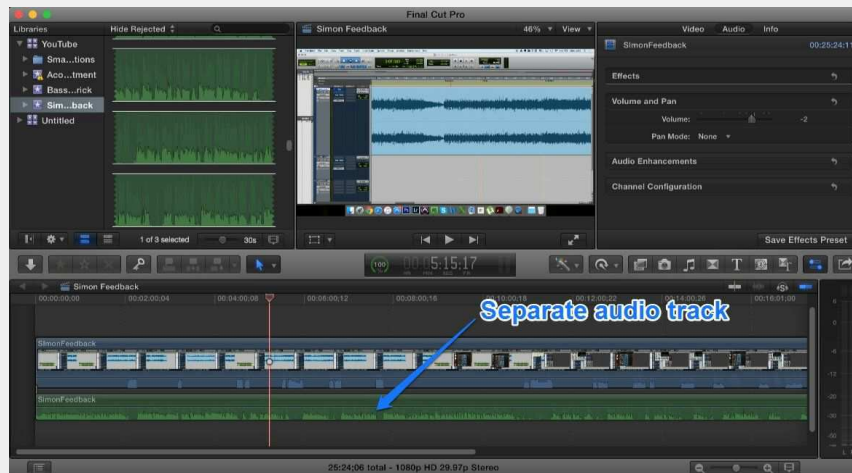 Final Cut Pro
Libraries
Hide Rejected
Simon Feedback
46%
View
Video
Audio
Info
YouTube
Sma...tions
Aco...tment
Bass...rick
Sim...back
Untitled
SImonFeedback
00:25:24:11
Effects
Volume and Pan
Volume:
-2
Pan Mode: None
Audio Enhancements
Channel Configuration
1 of 3 selected
30s
Save Effects Preset
100
5:15:17
Simon Feedback
00:00:00;00
00:02:00;04
00:04:00;08
00:06:00;12
00:08:00;16
00:10:00;18
00:12:00;22
00:14:00;26
00:16:01;00
Separate audio track
SImonFeedback
SImonFeedback
25:24;06 total - 1080p HD 29.97p Stereo